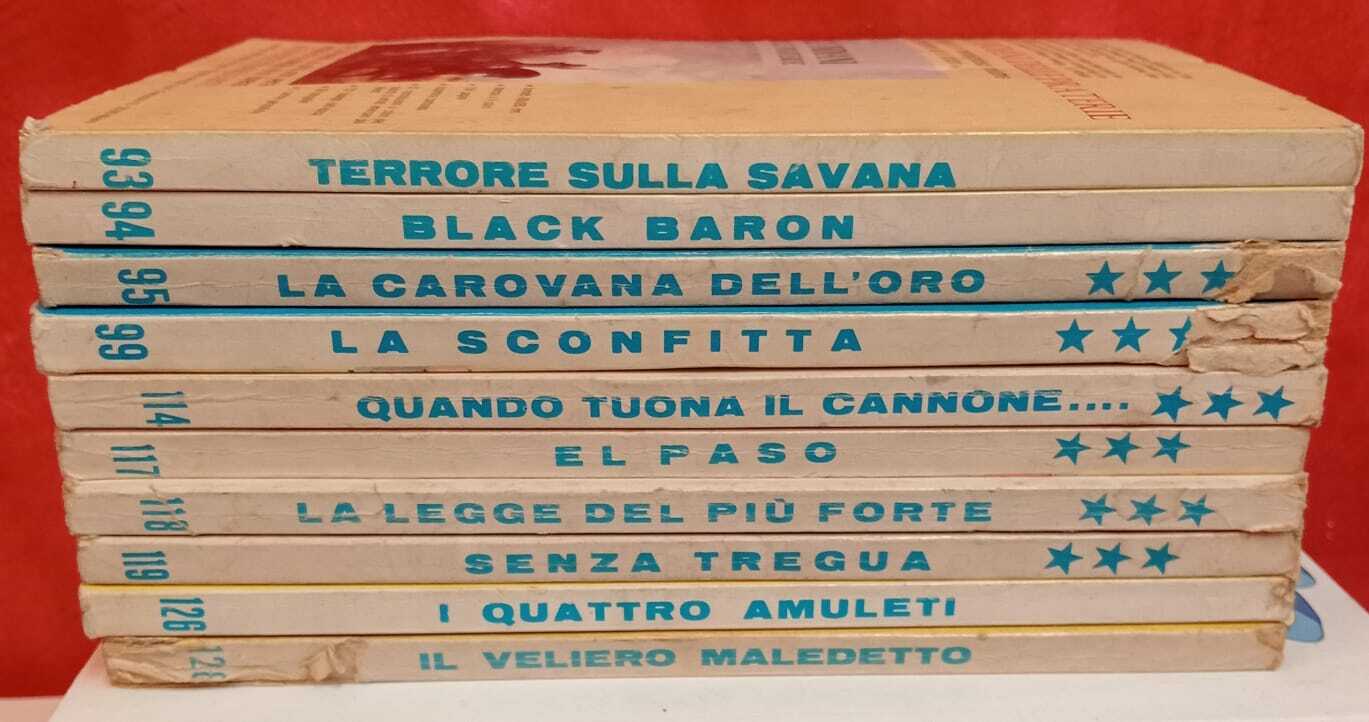 93 TERRORE SULLA SAVANA
94 BLACK BARON
95 LA CAROVANA DELL'ORO ★★★
99 LA SCONFITTA ★★★
114 QUANDO TUONA IL CANNONE.... ★★★
117 EL PASO ★★★
118 LA LEGGE DEL PIÙ FORTE ★★★
119 SENZA TREGUA ★★★
126 I QUATTRO AMULETI
128 IL VELIERO MALEDETTO